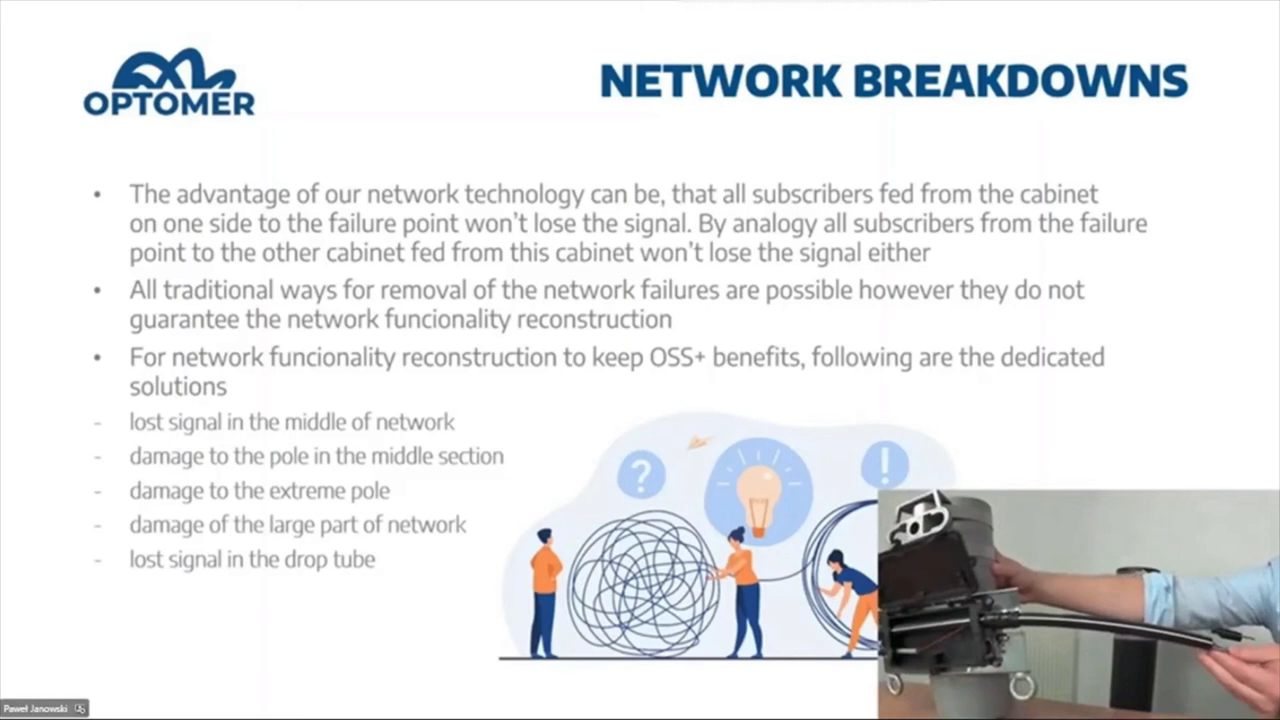 OPTOMER
NETWORK BREAKDOWNS
• The advantage of our network technology can be, that all subscribers fed from the cabinet
on one side to the failure point won't lose the signal. By analogy all subscribers from the failure
point to the other cabinet fed from this cabinet won't lose the signal either
• All traditional ways for removal of the network failures are possible however they do not
guarantee the network funcionality reconstruction
• For network funcionality reconstruction to keep OSS+ benefits, following are the dedicated
solutions
- lost signal in the middle of network
- damage to the pole in the middle section
- damage to the extreme pole
- damage of the large part of network
- lost signal in the drop tube
?
!
Paweł Janowski